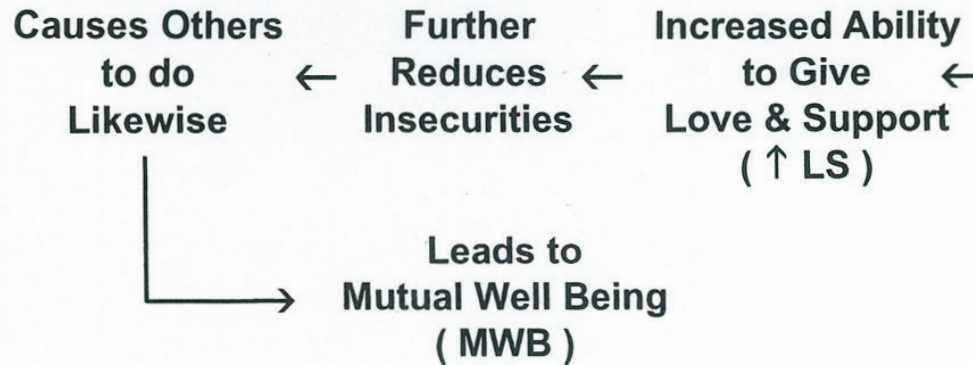 Causes Others
to do
Likewise
←
Further
Reduces
Insecurities
←
Increased Ability
to Give
Love & Support
( ↑ LS )
←
Leads to
Mutual Well Being
( MWB )